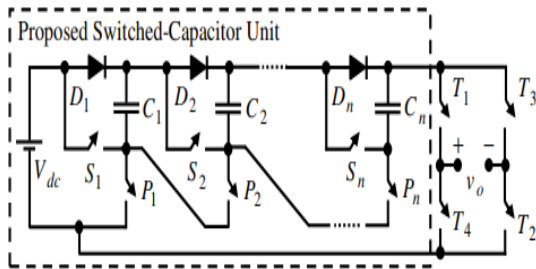 Proposed Switched-Capacitor Unit
D1 C1 D2 C2 Dn Cn T1 T3
+ −
Vdc S1 P1 S2 P2 Sn Pn vo
T4 T2